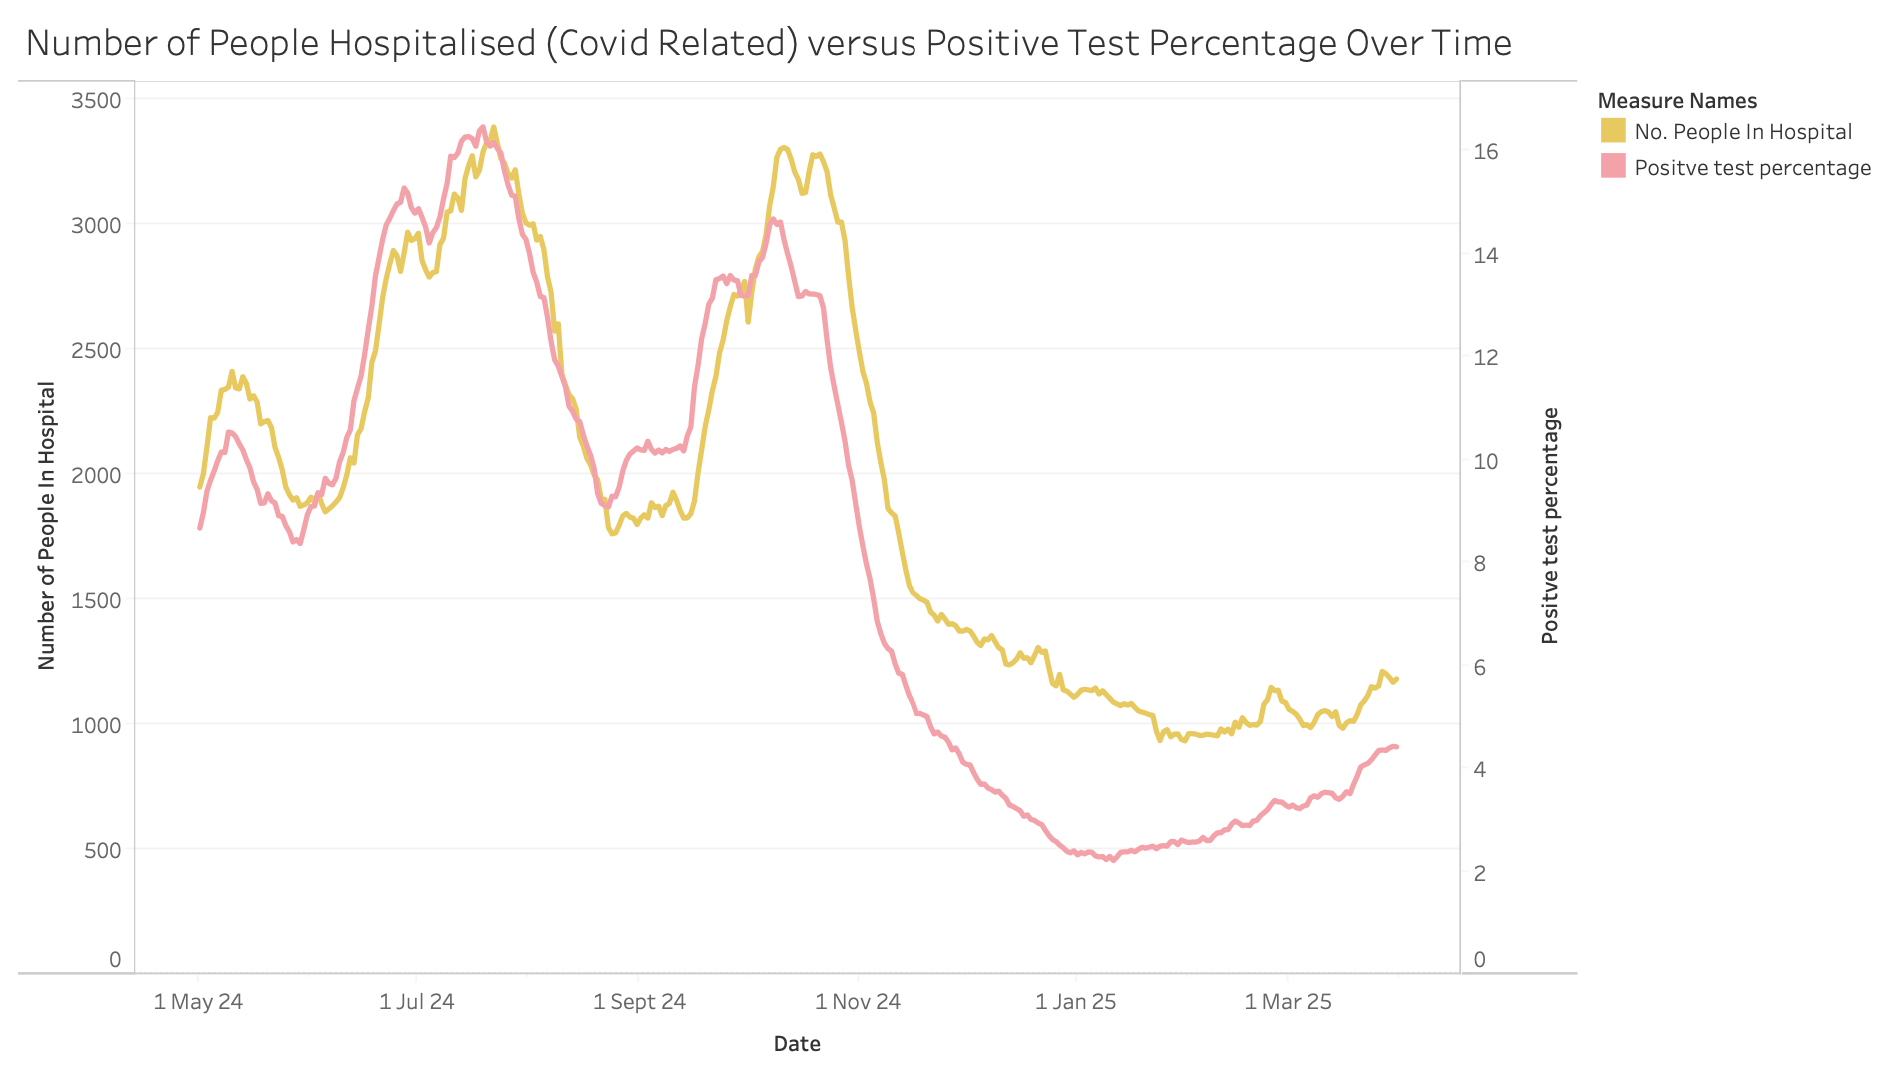 Number of People Hospitalised (Covid Related) versus Positive Test Percentage Over Time
3500
3000
2500
2000
1500
1000
500
0
Number of People In Hospital
16
14
12
10
8
6
4
2
0
Positve test percentage
1 May 24
1 Jul 24
1 Sept 24
1 Nov 24
1 Jan 25
1 Mar 25
Date
Measure Names
No. People In Hospital
Positve test percentage